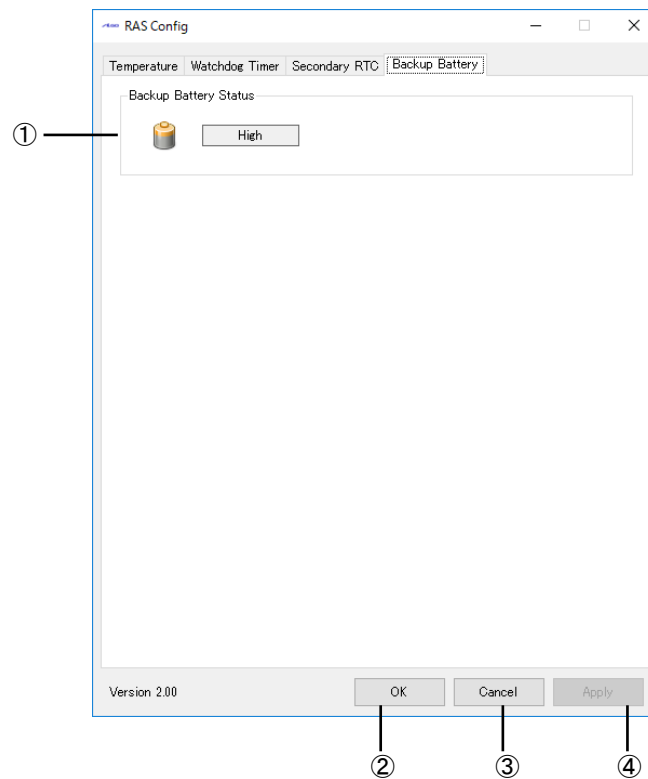 RAS Config
Temperature Watchdog Timer Secondary RTC Backup Battery
Backup Battery Status
① High
Version 2.00 OK Cancel Apply
② ③ ④